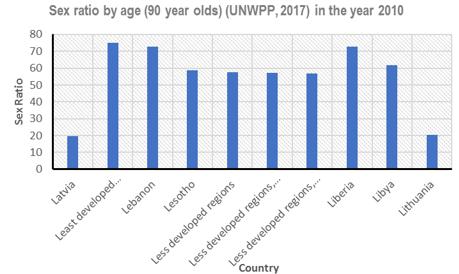 Sex ratio by age (90 year olds) (UNWPP, 2017) in the year 2010
80
70
60
50
40
30
20
10
0
Sex Ratio
Latvia
Least developed...
Lebanon
Lesotho
Less developed regions
Less developed regions,...
Less developed regions,...
Liberia
Libya
Lithuania
Country